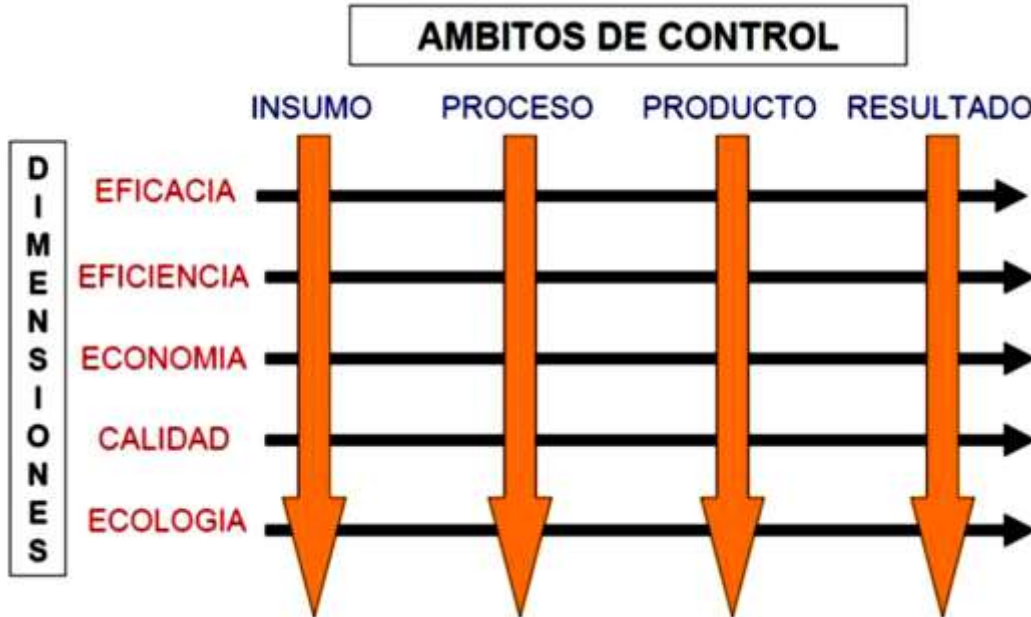 AMBITOS DE CONTROL
INSUMO PROCESO PRODUCTO RESULTADO
DIMENSIONES
EFICACIA
EFICIENCIA
ECONOMIA
CALIDAD
ECOLOGIA